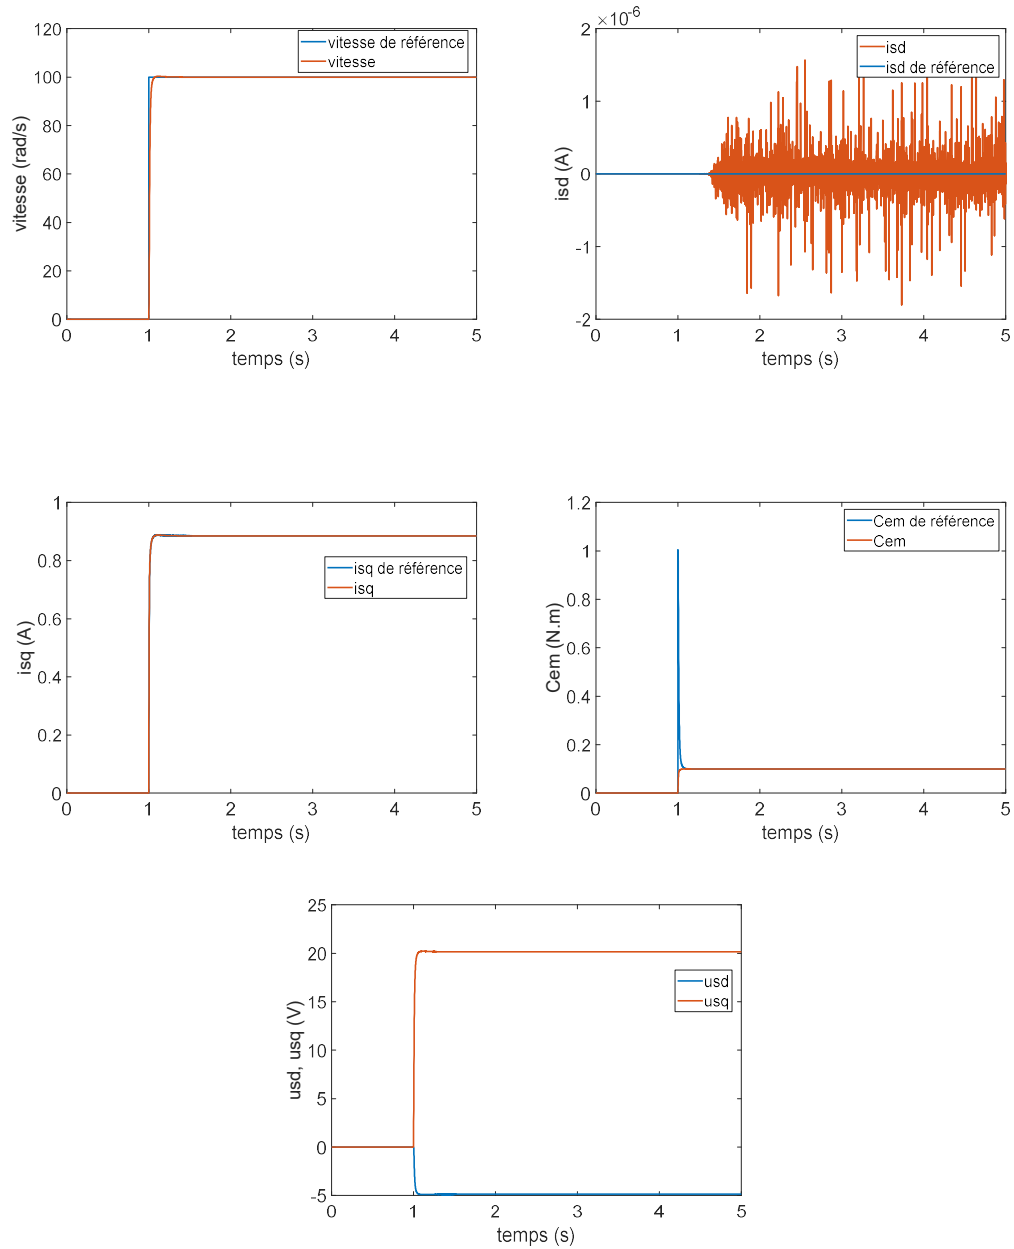 120
100
80
60
40
20
0
0 1 2 3 4 5
vitesse (rad/s)
temps (s)
vitesse de référence
vitesse
×10-6
2
1
0
-1
-2
0 1 2 3 4 5
isd (A)
temps (s)
isd
isd de référence
1
0.8
0.6
0.4
0.2
0
0 1 2 3 4 5
isq (A)
temps (s)
isq de référence
isq
1.2
1
0.8
0.6
0.4
0.2
0
0 1 2 3 4 5
Cem (N.m)
temps (s)
Cem de référence
Cem
25
20
15
10
5
0
-5
0 1 2 3 4 5
usd, usq (V)
temps (s)
usd
usq